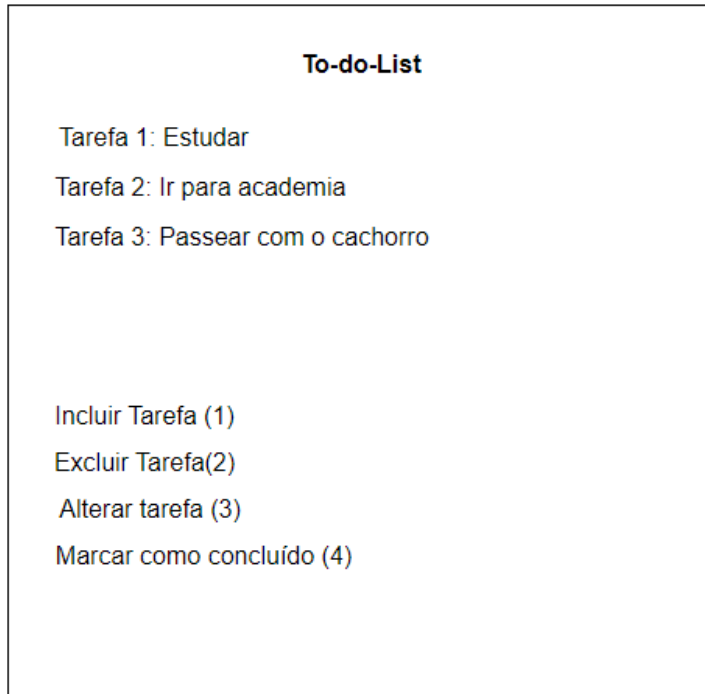 To-do-List
Tarefa 1: Estudar
Tarefa 2: Ir para academia
Tarefa 3: Passear com o cachorro
Incluir Tarefa (1)
Excluir Tarefa(2)
Alterar tarefa (3)
Marcar como concluído (4)